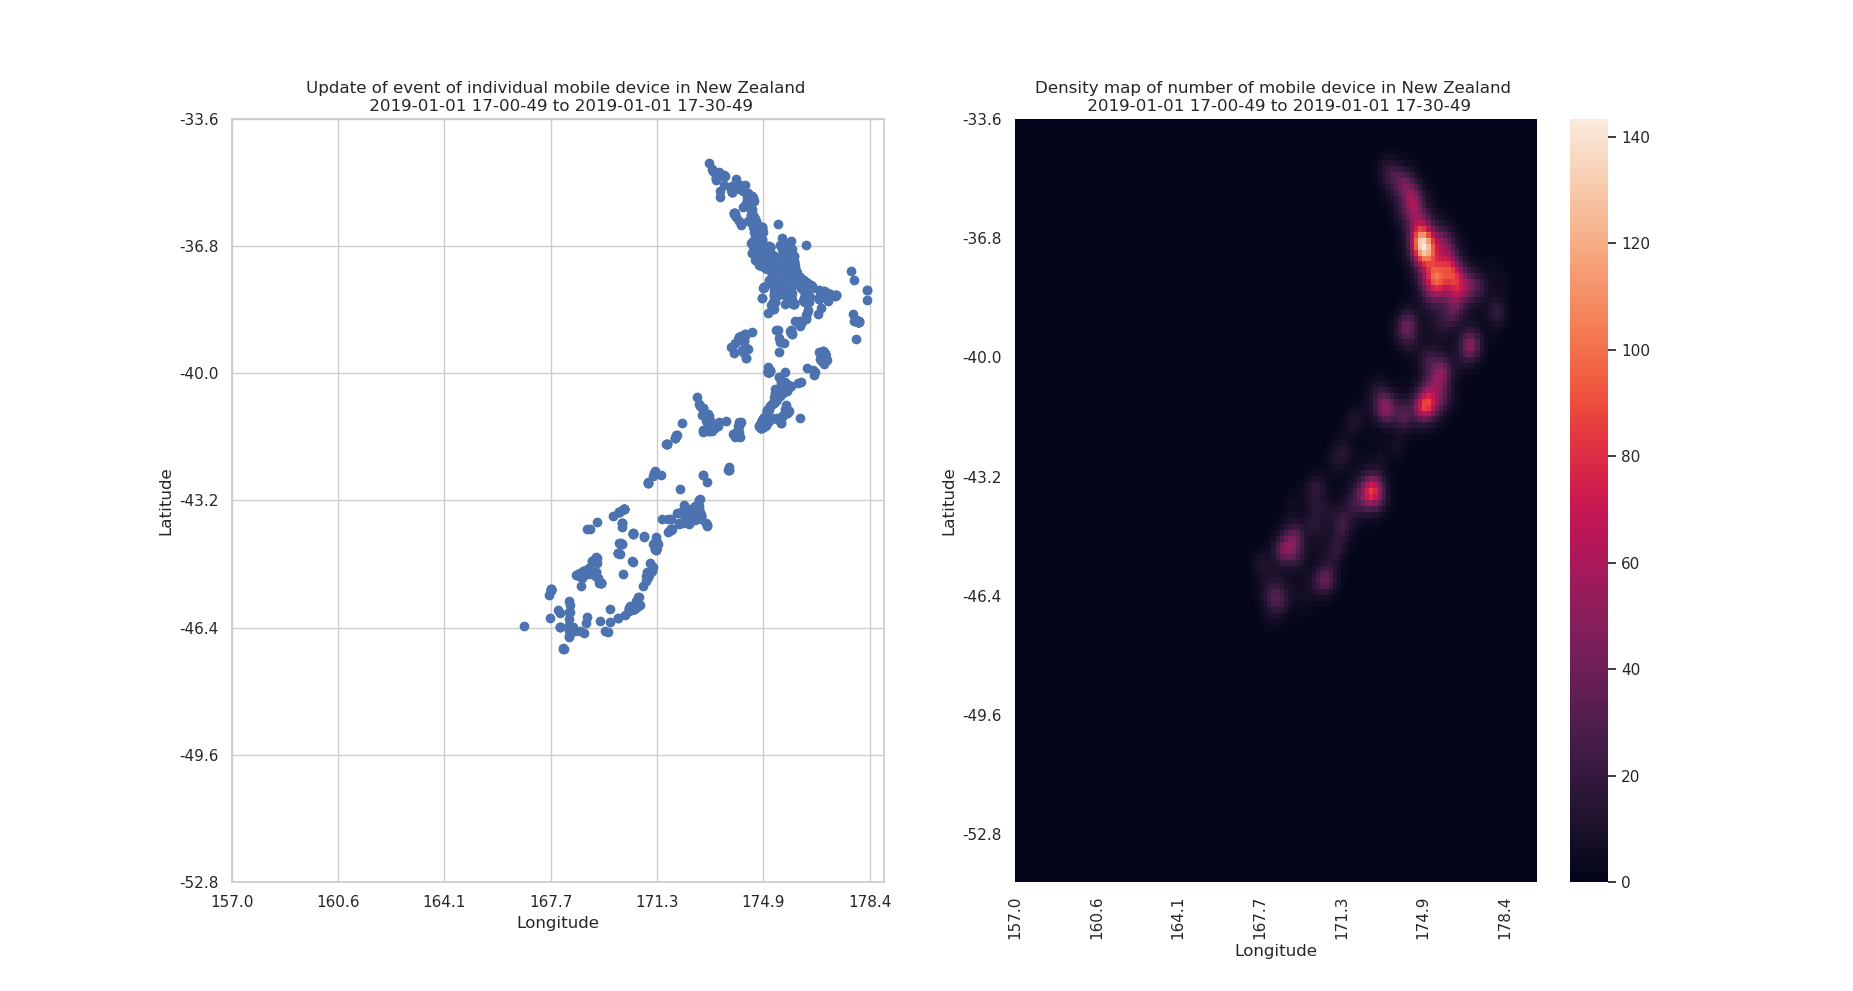 Update of event of individual mobile device in New Zealand
2019-01-01 17-00-49 to 2019-01-01 17-30-49
-33.6
-36.8
-40.0
-43.2
-46.4
-49.6
-52.8
Latitude
157.0 160.6 164.1 167.7 171.3 174.9 178.4
Longitude
Density map of number of mobile device in New Zealand
2019-01-01 17-00-49 to 2019-01-01 17-30-49
-33.6
-36.8
-40.0
-43.2
-46.4
-49.6
-52.8
Latitude
157.0 160.6 164.1 167.7 171.3 174.9 178.4
Longitude
140
120
100
80
60
40
20
0